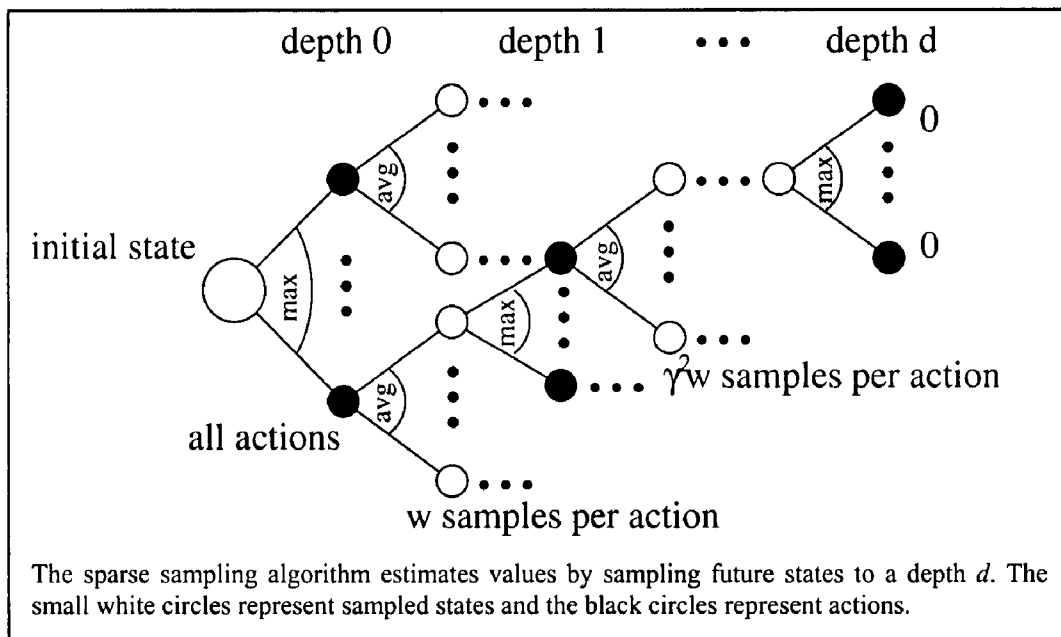 depth 0 depth 1 • • • depth d
0
avg
max
initial state
avg
0
max
max
avg
γ²w samples per action
all actions
w samples per action
The sparse sampling algorithm estimates values by sampling future states to a depth d. The
small white circles represent sampled states and the black circles represent actions.